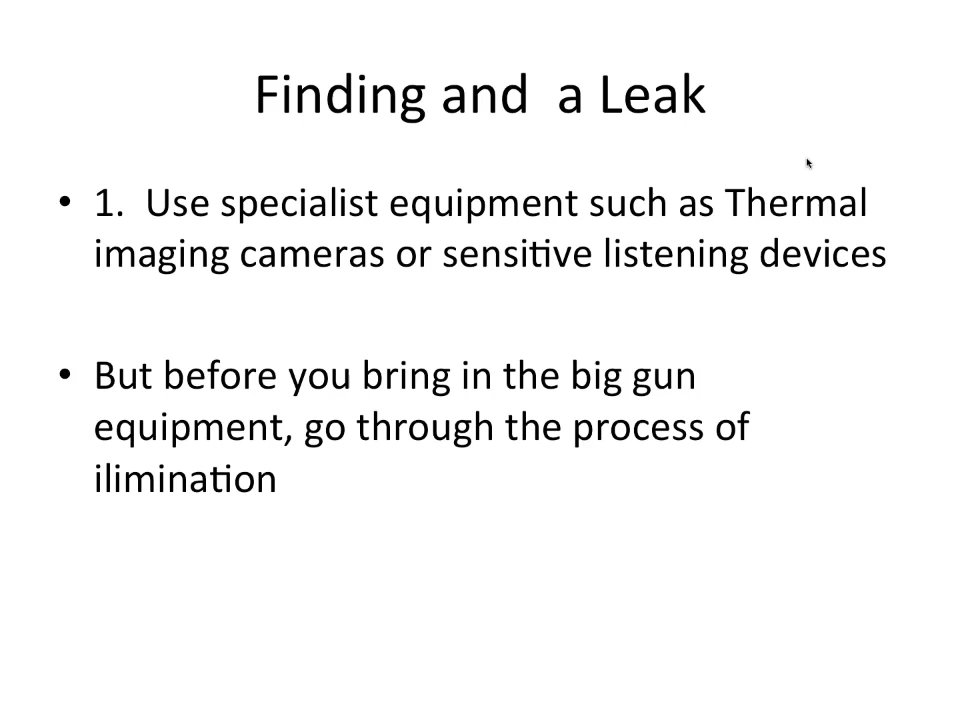 Finding and  a Leak
• 1.  Use specialist equipment such as Thermal
imaging cameras or sensitive listening devices
• But before you bring in the big gun
equipment, go through the process of
ilimination